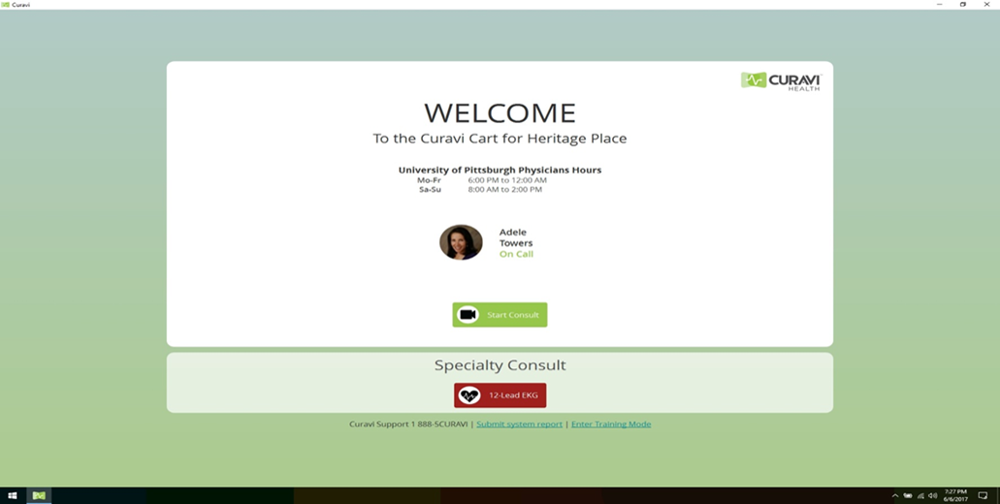 Curavi
CURAVI
HEALTH
WELCOME
To the Curavi Cart for Heritage Place
University of Pittsburgh Physicians Hours
Mo-Fr 6:00 PM to 12:00 AM
Sa-Su 8:00 AM to 2:00 PM
Adele
Towers
On Call
Start Consult
Specialty Consult
12-Lead EKG
Curavi Support 1 888-5CURAVI | Submit system report | Enter Training Mode
7:27 PM
6/6/2017